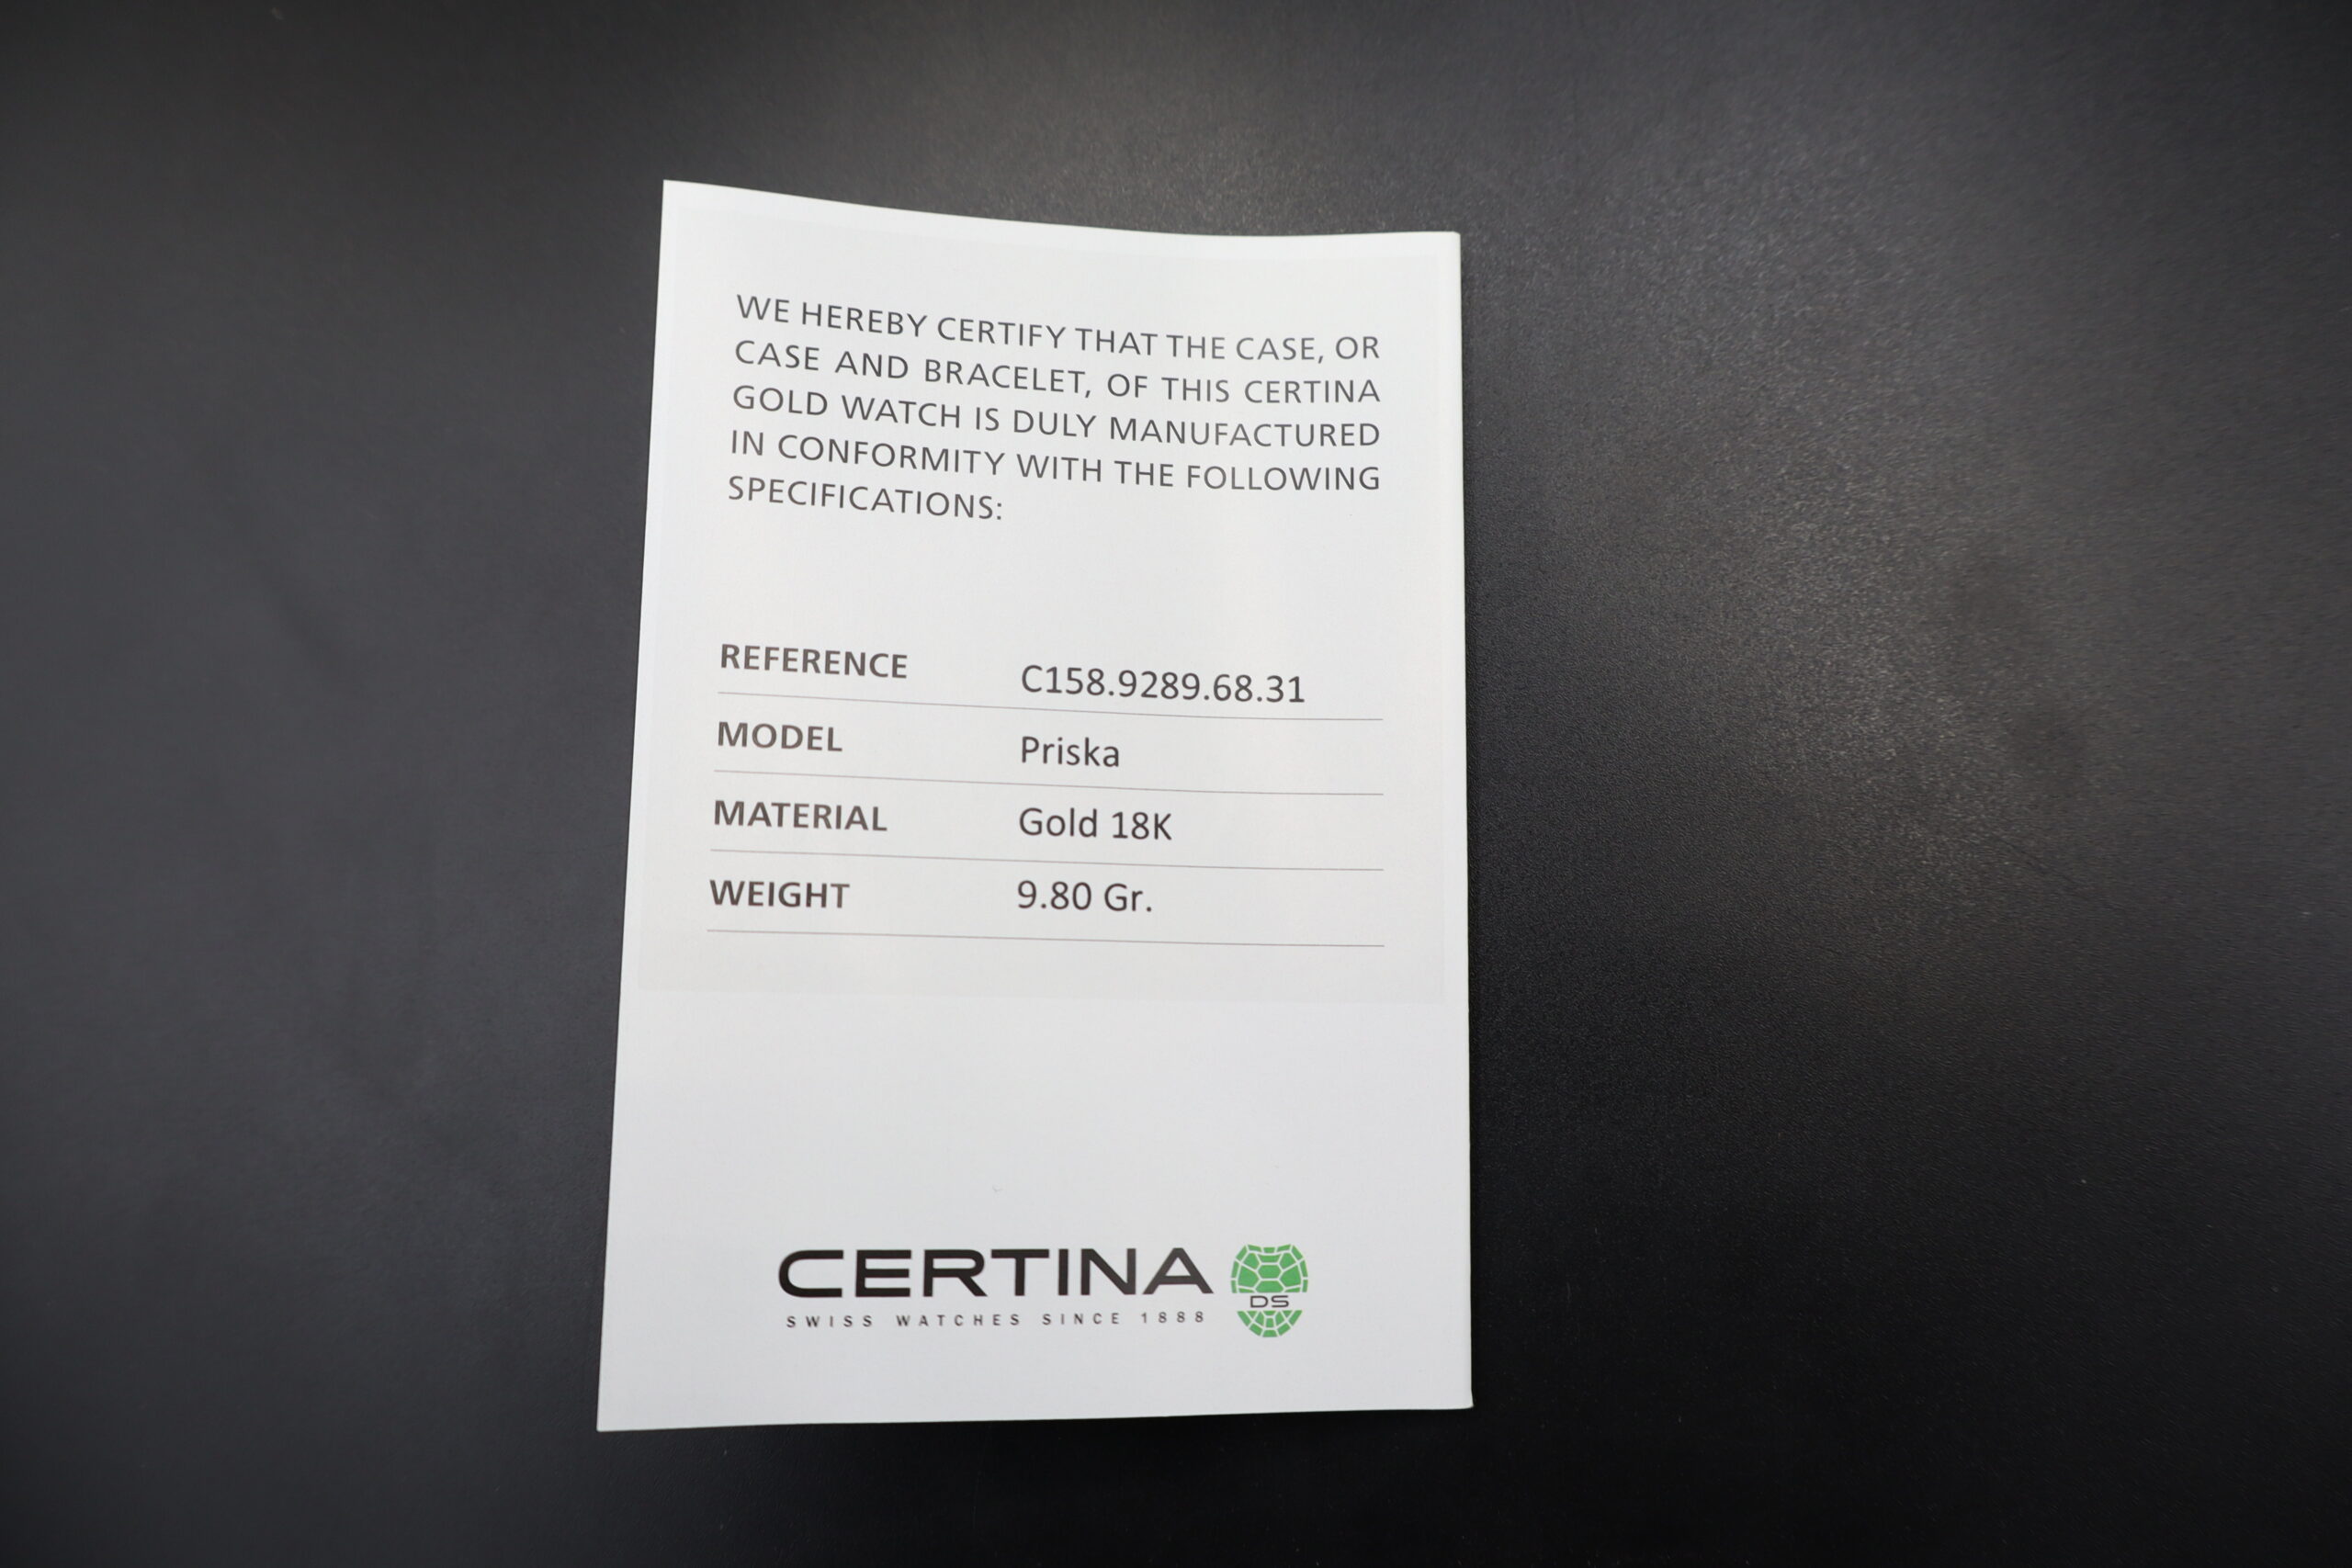 WE HEREBY CERTIFY THAT THE CASE, OR
CASE AND BRACELET, OF THIS CERTINA
GOLD WATCH IS DULY MANUFACTURED
IN CONFORMITY WITH THE FOLLOWING
SPECIFICATIONS:
REFERENCE C158.9289.68.31
MODEL Priska
MATERIAL Gold 18K
WEIGHT 9.80 Gr.
CERTINA
SWISS WATCHES SINCE 1888
DS